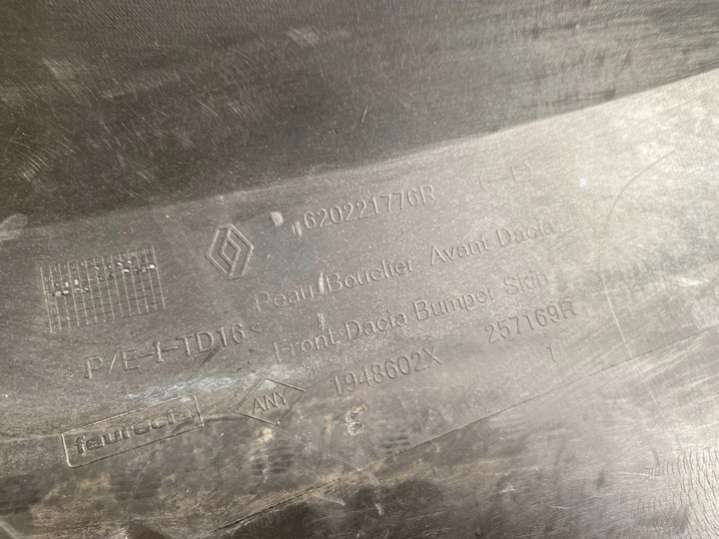 620221776R (--E)
Peau Bouclier Avant Dacia
Front Dacia Bumper Skin
P/E-I-TD16<
1948602X 257169R
ANY 1
faurecia